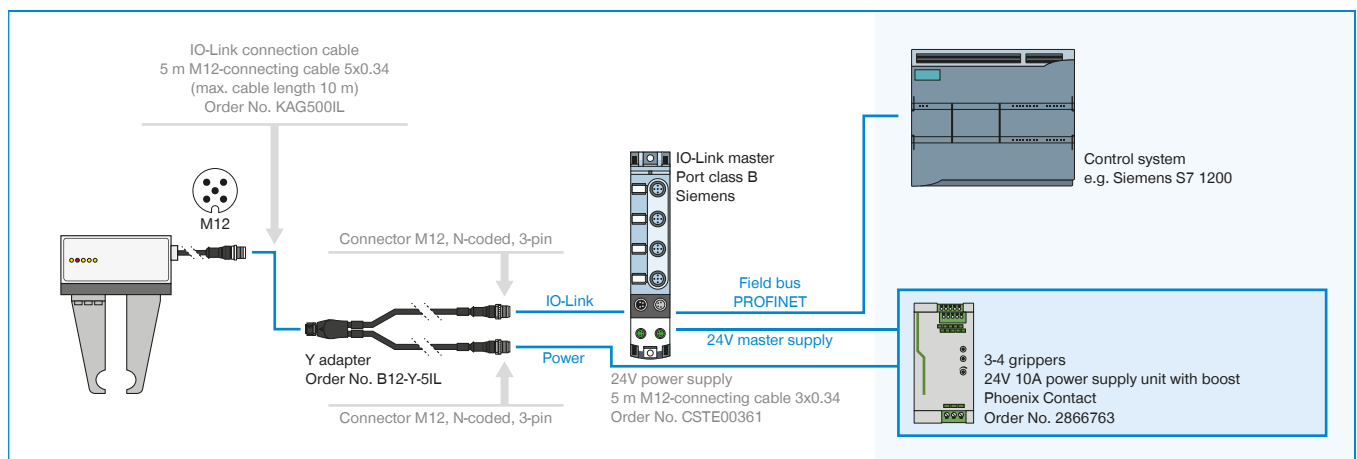 IO-Link connection cable
5 m M12-connecting cable 5x0.34
(max. cable length 10 m)
Order No. KAG500IL
M12
Connector M12, N-coded, 3-pin
IO-Link
Y adapter
Order No. B12-Y-5IL
Power
Connector M12, N-coded, 3-pin
IO-Link master
Port class B
Siemens
Field bus
PROFINET
24V master supply
24V power supply
5 m M12-connecting cable 3x0.34
Order No. CSTE00361
Control system
e.g. Siemens S7 1200
3-4 grippers
24V 10A power supply unit with boost
Phoenix Contact
Order No. 2866763